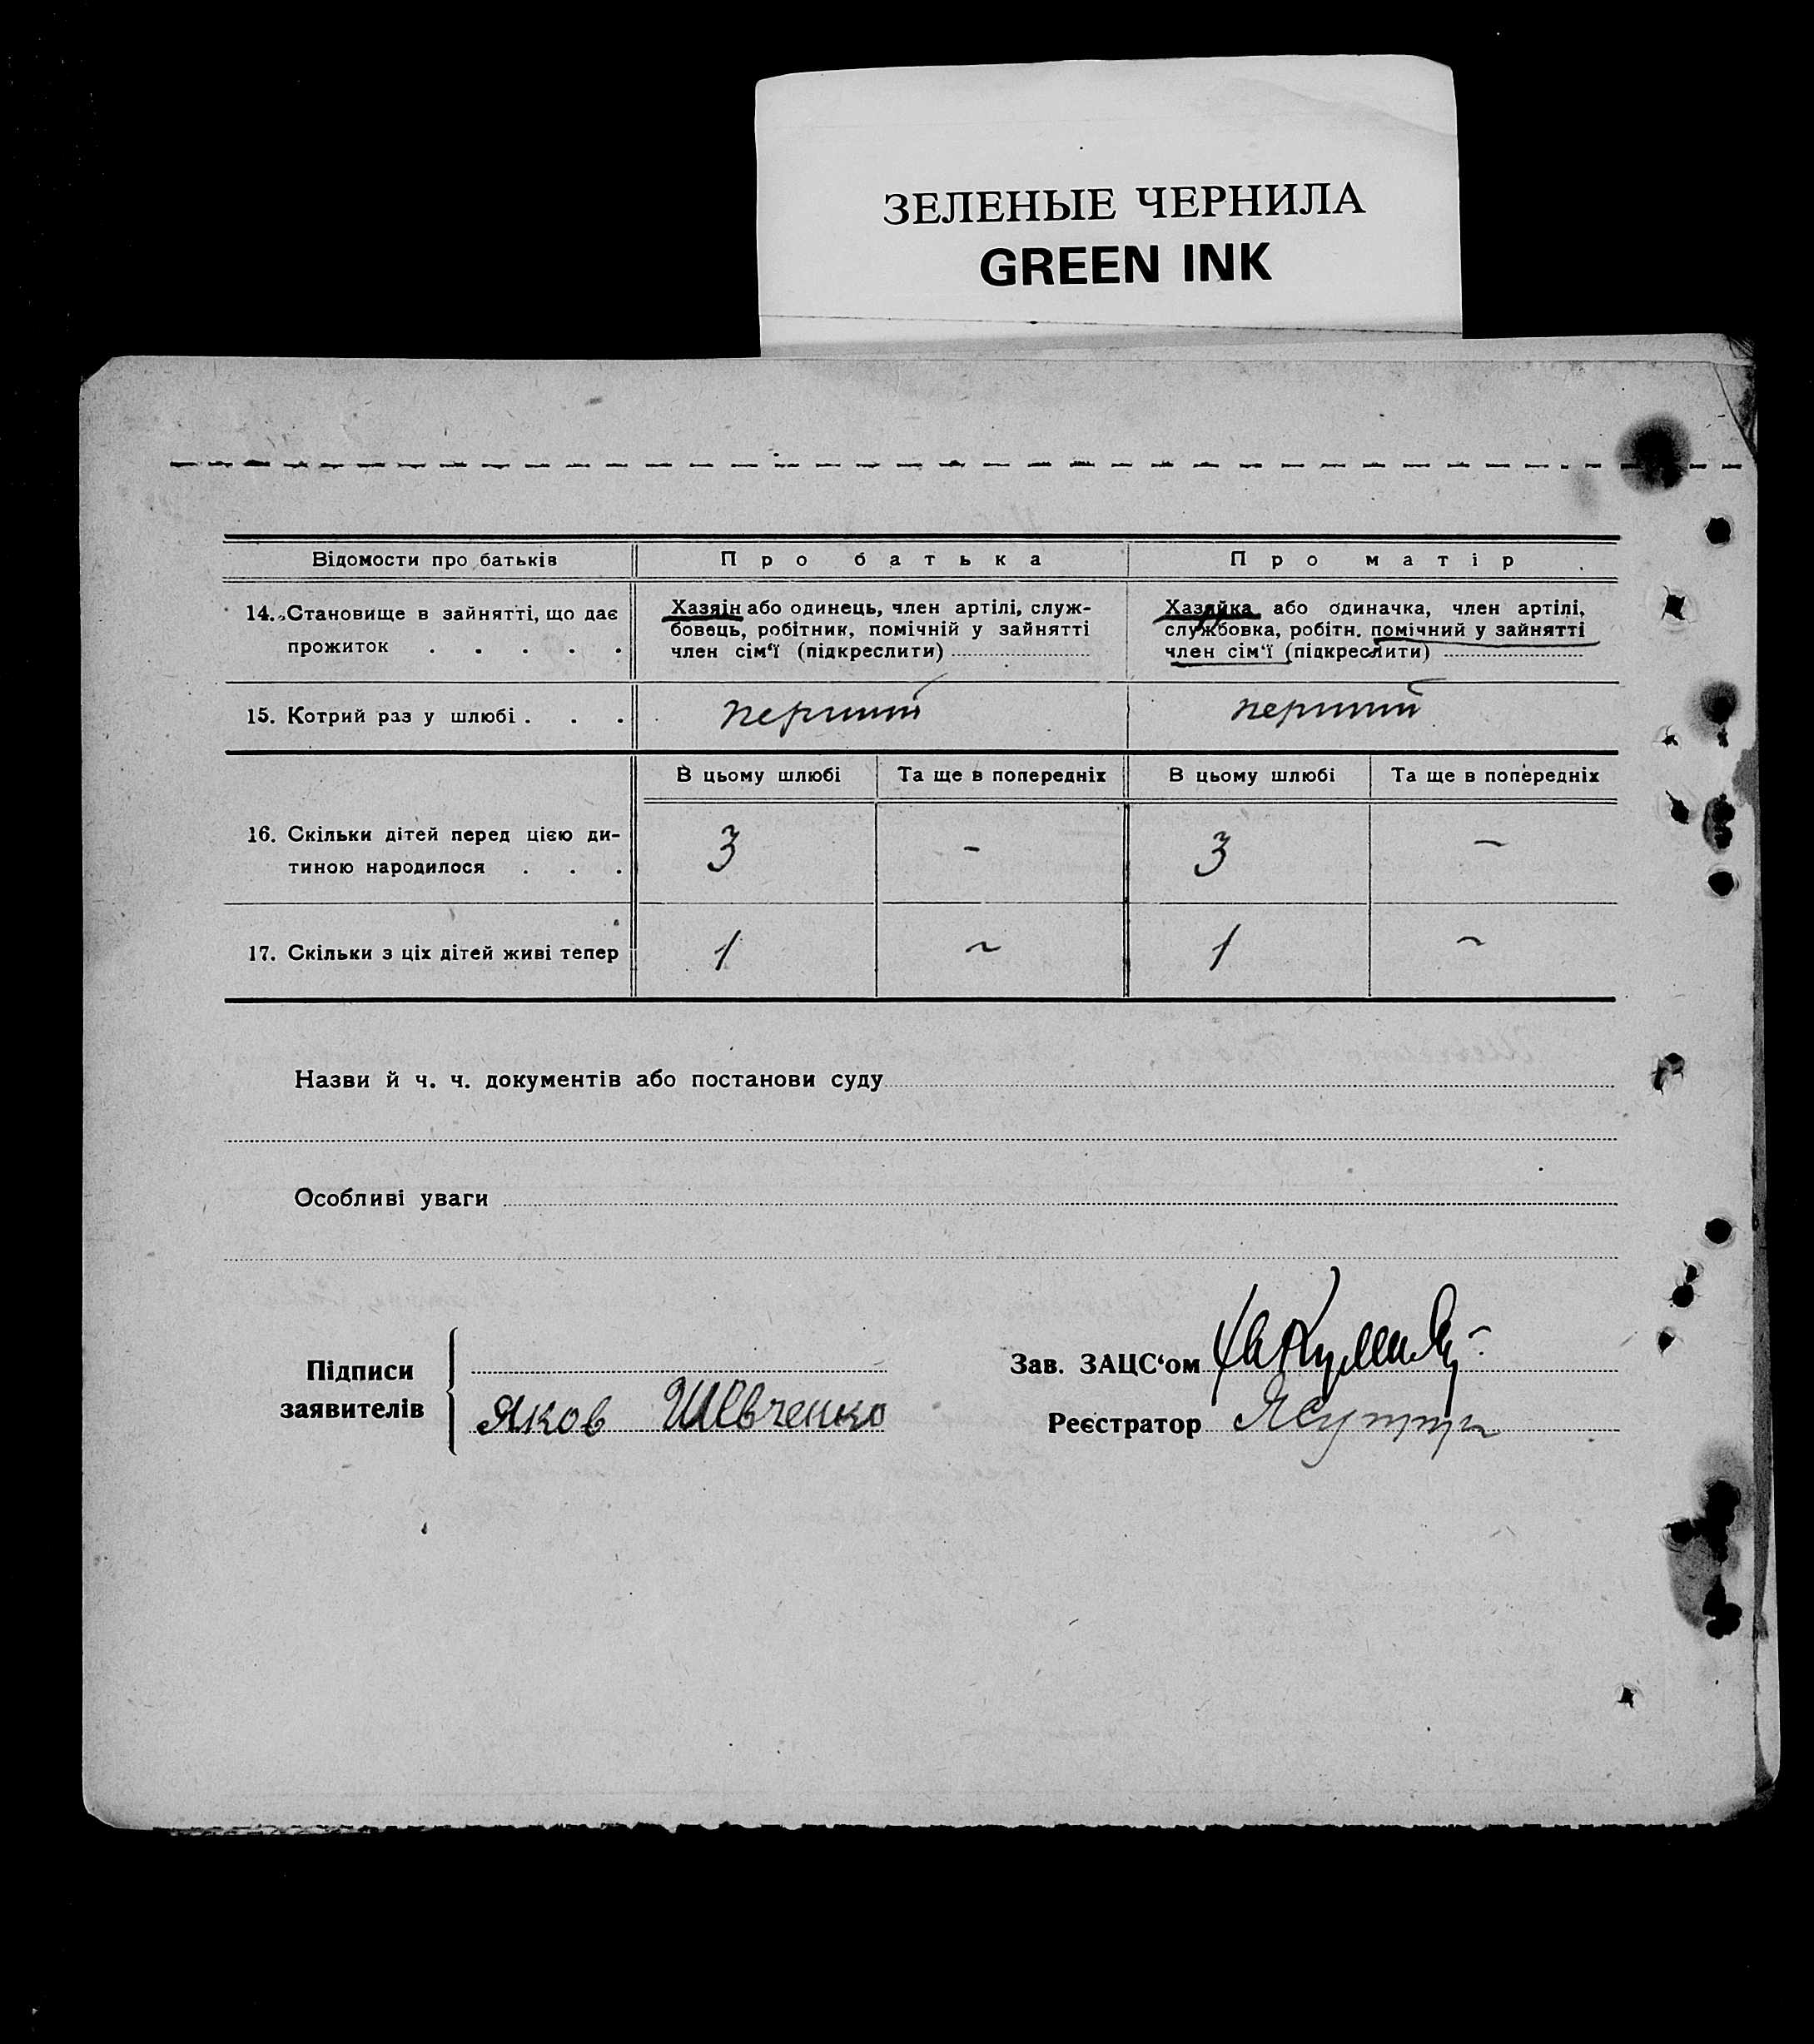 ЗЕЛЕНЫЕ ЧЕРНИЛА
GREEN INK
Відомости про батьків
Про батька
Про матір
14. Становище в зайнятті, що дає
прожиток . . . . .
Хазяїн або одинець, член артілі, служ-
бовець, робітник, помічній у зайнятті
член сім‘ї (підкреслити)
Хазяйка або одиначка, член артілі,
службовка, робітн. помічний у зайнятті
член сім‘ї (підкреслити)
15. Котрий раз у шлюбі . . .
перший
перший
В цьому шлюбі
Та ще в попередніх
В цьому шлюбі
Та ще в попередніх
16. Скільки дітей перед цією ди-
тиною народилося . . .
3
-
3
-
17. Скільки з ціх дітей живі тепер
1
~
1
~
Назви й ч. ч. документів або постанови суду
Особливі уваги
Підписи
заявителів
Яков Шевченко
Зав. ЗАЦС‘ом
Реєстратор